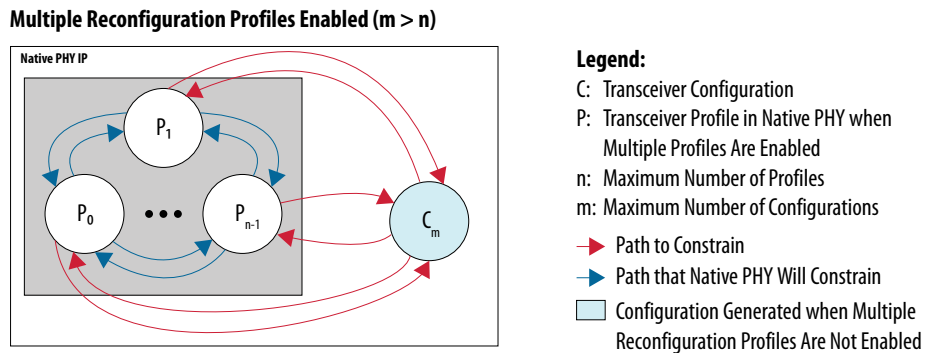 Multiple Reconfiguration Profiles Enabled (m > n)
Native PHY IP
P1
P0
Pn-1
Cm
Legend:
C: Transceiver Configuration
P: Transceiver Profile in Native PHY when
Multiple Profiles Are Enabled
n: Maximum Number of Profiles
m: Maximum Number of Configurations
Path to Constrain
Path that Native PHY Will Constrain
Configuration Generated when Multiple
Reconfiguration Profiles Are Not Enabled